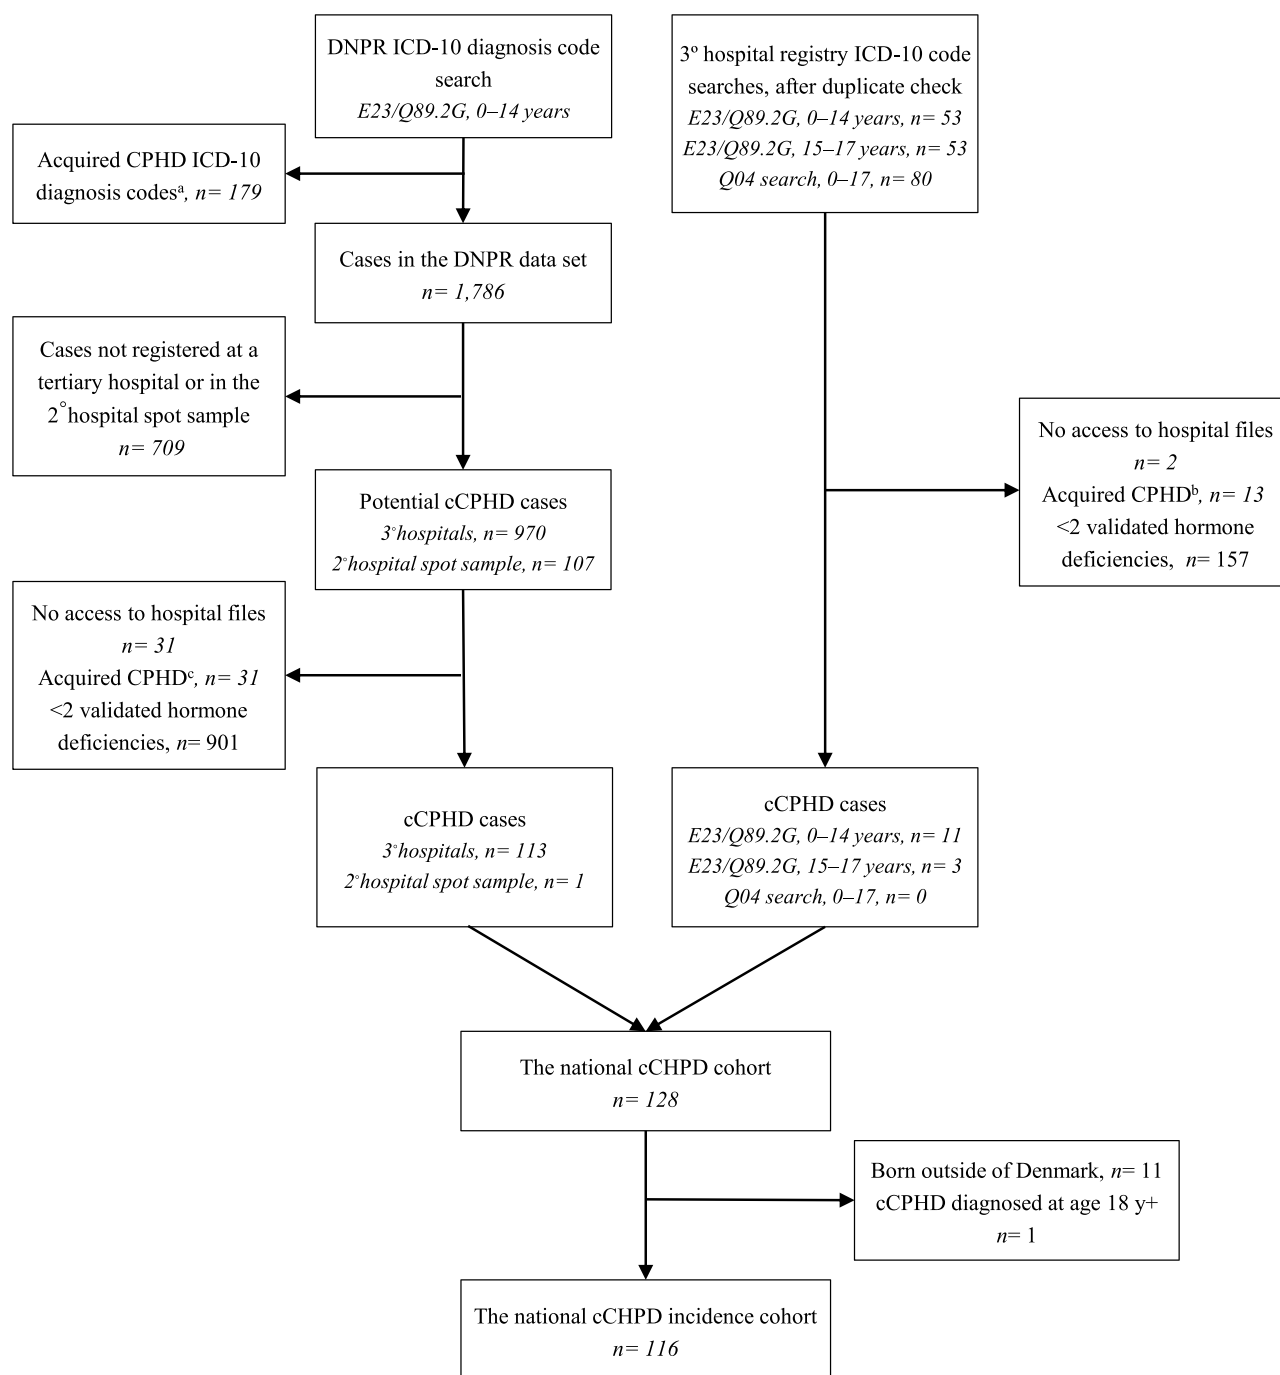 DNPR ICD-10 diagnosis code
search
E23/Q89.2G, 0–14 years
3º hospital registry ICD-10 code
searches, after duplicate check
E23/Q89.2G, 0–14 years, n= 53
E23/Q89.2G, 15–17 years, n= 53
Q04 search, 0–17, n= 80
Acquired CPHD ICD-10
diagnosis codesᵃ, n= 179
Cases in the DNPR data set
n= 1,786
Cases not registered at a
tertiary hospital or in the
2°hospital spot sample
n= 709
No access to hospital files
n= 2
Acquired CPHDᵇ, n= 13
<2 validated hormone
deficiencies, n= 157
Potential cCPHD cases
3°hospitals, n= 970
2°hospital spot sample, n= 107
No access to hospital files
n= 31
Acquired CPHDᶜ, n= 31
<2 validated hormone
deficiencies, n= 901
cCPHD cases
3°hospitals, n= 113
2°hospital spot sample, n= 1
cCPHD cases
E23/Q89.2G, 0–14 years, n= 11
E23/Q89.2G, 15–17 years, n= 3
Q04 search, 0–17, n= 0
The national cCHPD cohort
n= 128
Born outside of Denmark, n= 11
cCPHD diagnosed at age 18 y+
n= 1
The national cCHPD incidence cohort
n= 116